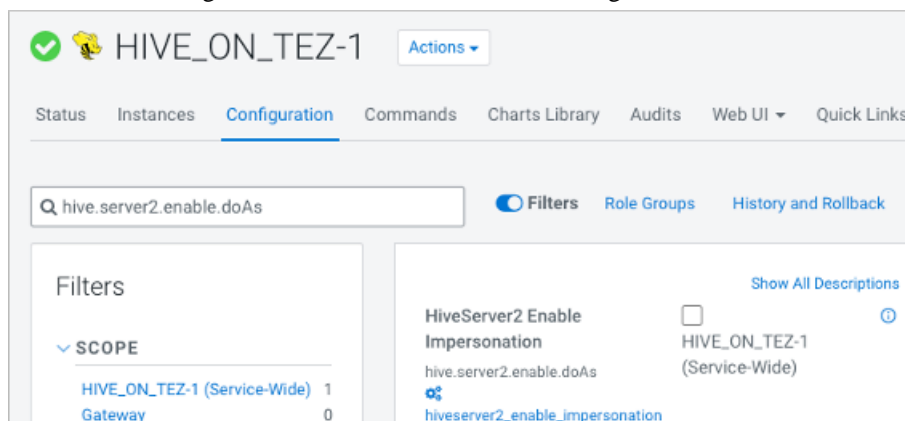 HIVE_ON_TEZ-1 Actions
Status Instances Configuration Commands Charts Library Audits Web UI Quick Links
hive.server2.enable.doAs Filters Role Groups History and Rollback
Filters
Show All Descriptions
HiveServer2 Enable
Impersonation
hive.server2.enable.doAs
hiveserver2_enable_impersonation
HIVE_ON_TEZ-1
(Service-Wide)
SCOPE
HIVE_ON_TEZ-1 (Service-Wide) 1
Gateway 0